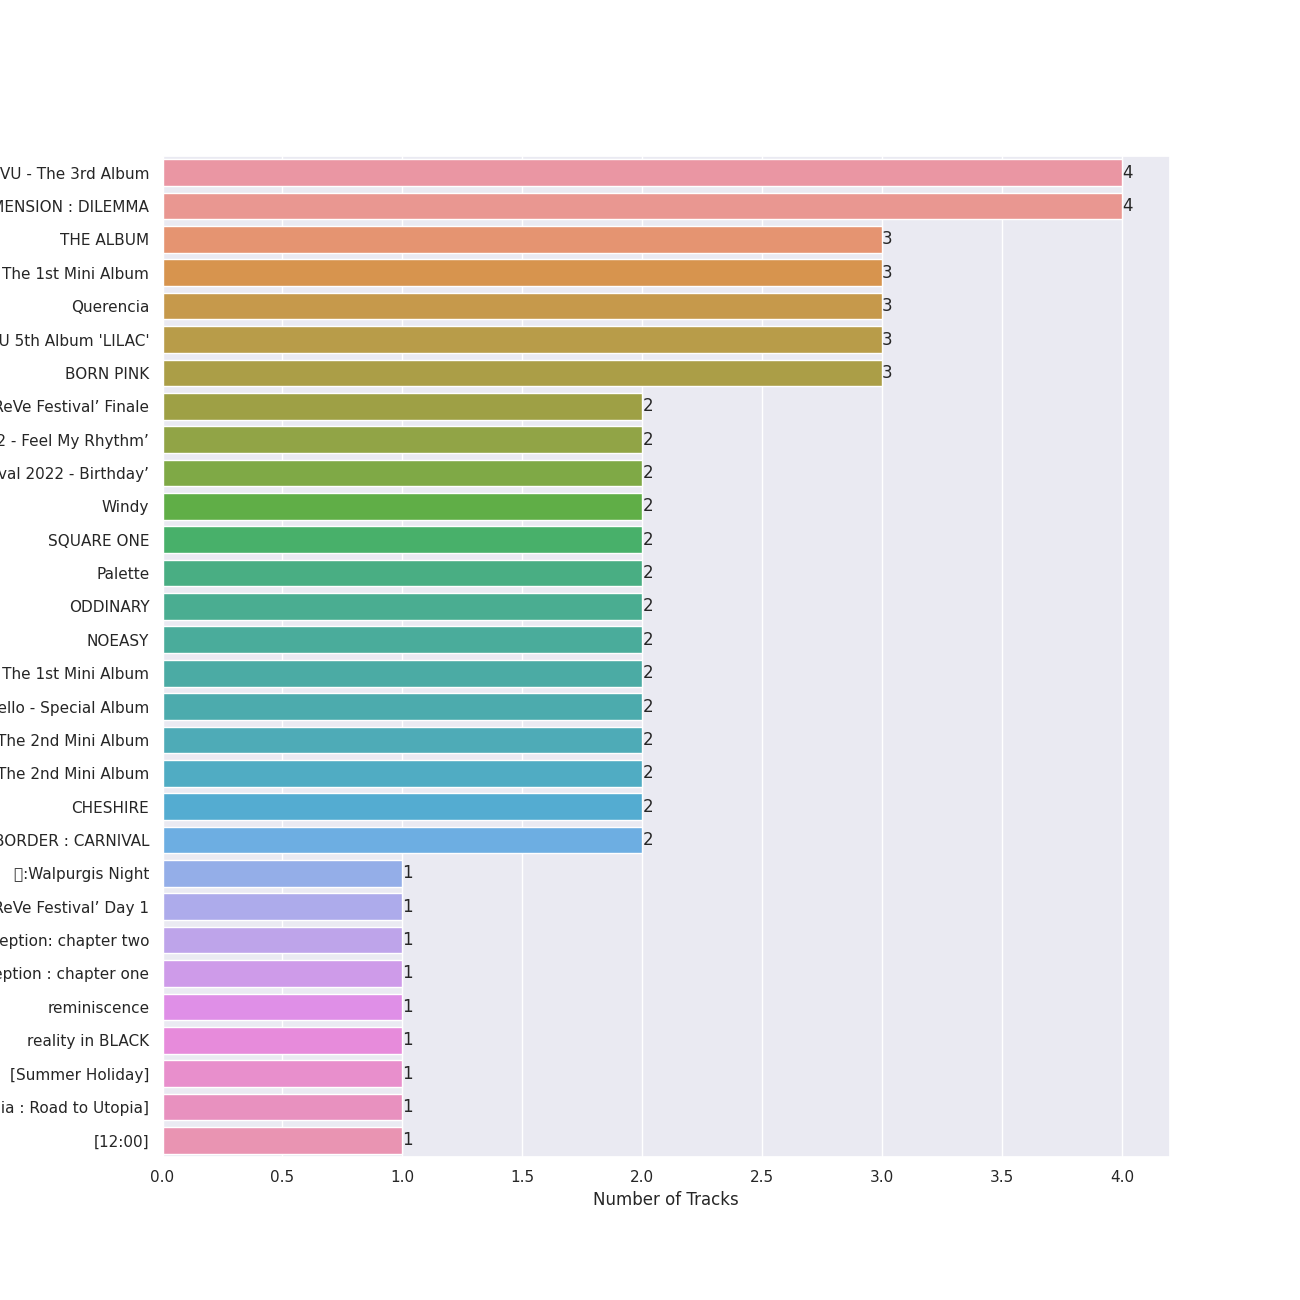 VU - The 3rd Album 4
MENSION : DILEMMA 4
THE ALBUM 3
The 1st Mini Album 3
Querencia 3
U 5th Album 'LILAC' 3
BORN PINK 3
ReVe Festival’ Finale 2
2 - Feel My Rhythm’ 2
val 2022 - Birthday’ 2
Windy 2
SQUARE ONE 2
Palette 2
ODDINARY 2
NOEASY 2
The 1st Mini Album 2
ello - Special Album 2
The 2nd Mini Album 2
The 2nd Mini Album 2
CHESHIRE 2
BORDER : CARNIVAL 2
:Walpurgis Night 1
ReVe Festival’ Day 1 1
eption: chapter two 1
eption : chapter one 1
reminiscence 1
reality in BLACK 1
[Summer Holiday] 1
ia : Road to Utopia] 1
[12:00] 1
0.0 0.5 1.0 1.5 2.0 2.5 3.0 3.5 4.0
Number of Tracks